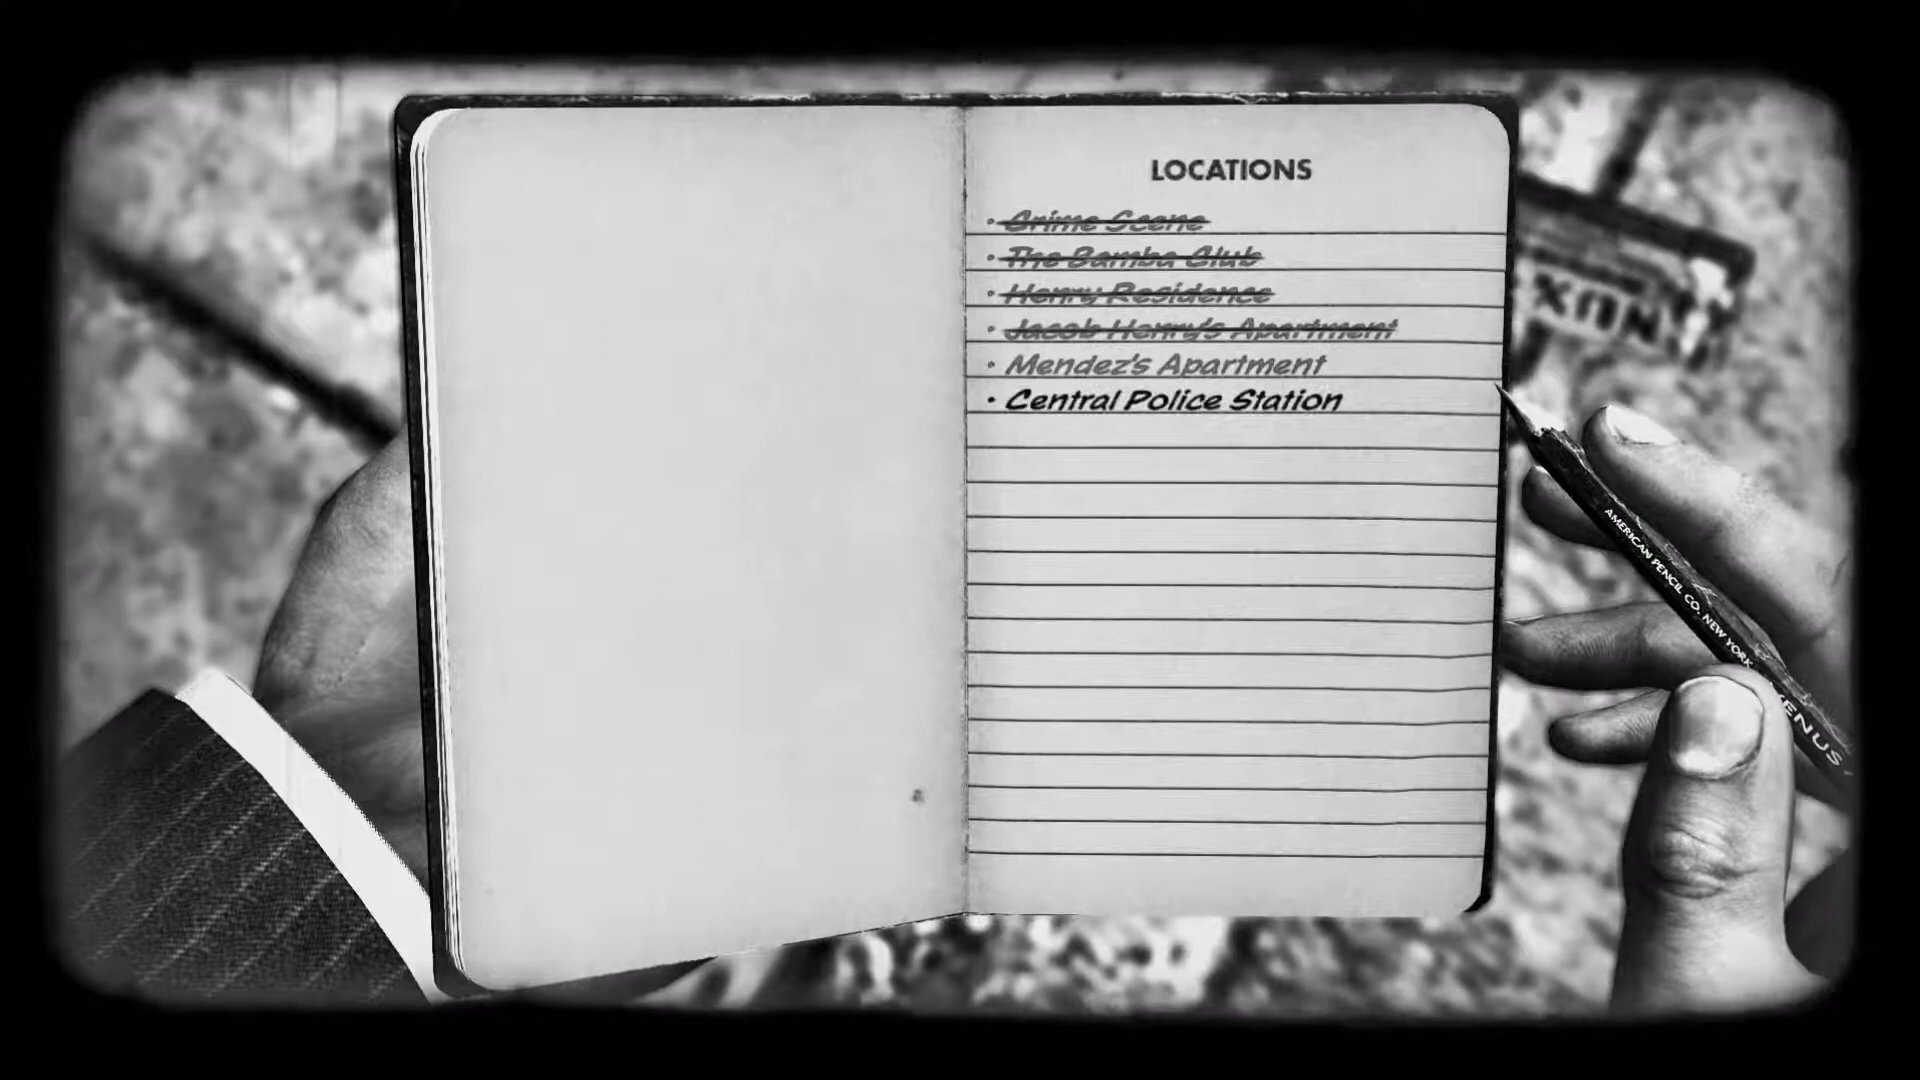 LOCATIONS
• Crime Scene
• The Bamba Club
• Henry Residence
• Jacob Henry's Apartment
• Mendez's Apartment
• Central Police Station
AMERICAN PENCIL CO. NEW YORK
VENUS